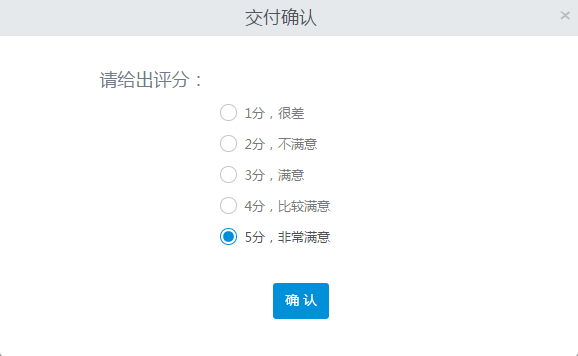 交付确认
请给出评分：
1分，很差
2分，不满意
3分，满意
4分，比较满意
5分，非常满意
确 认